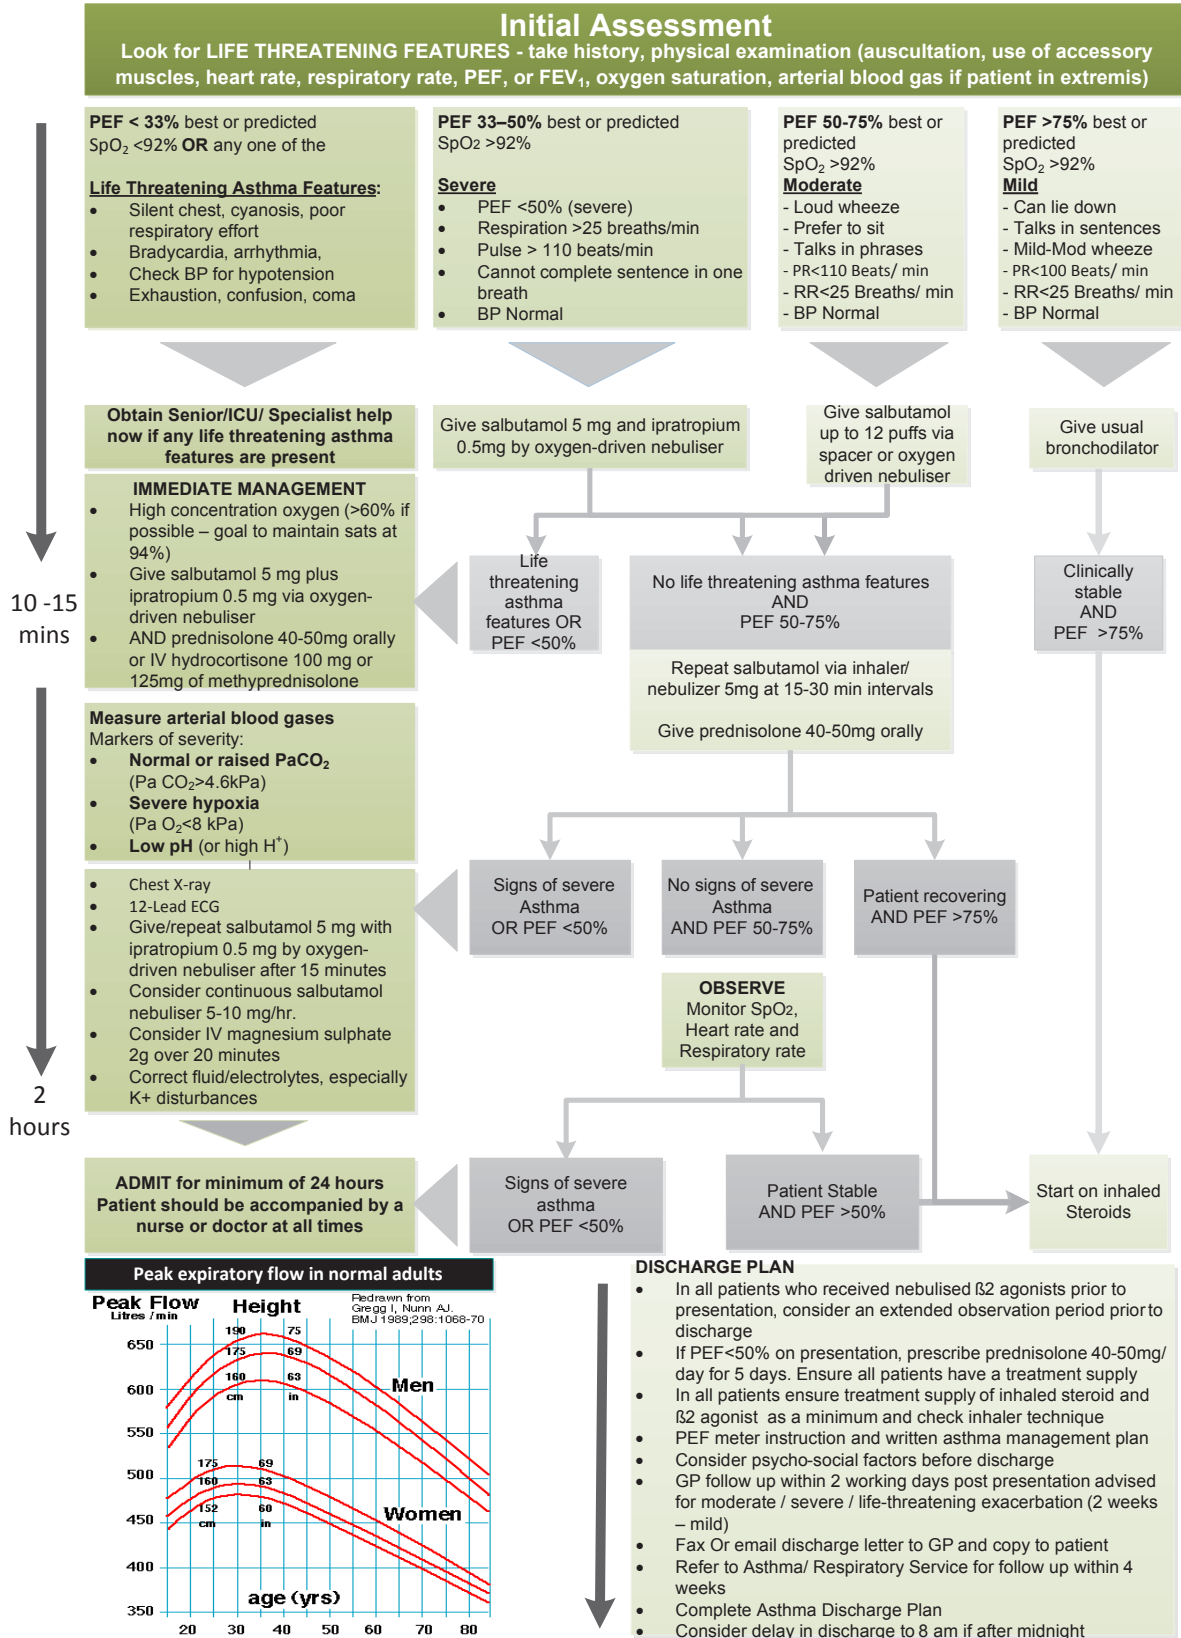 Initial Assessment
Look for LIFE THREATENING FEATURES - take history, physical examination (auscultation, use of accessory
muscles, heart rate, respiratory rate, PEF, or FEV₁, oxygen saturation, arterial blood gas if patient in extremis)
PEF < 33% best or predicted
SpO₂ <92% OR any one of the
Life Threatening Asthma Features:
• Silent chest, cyanosis, poor
respiratory effort
• Bradycardia, arrhythmia,
• Check BP for hypotension
• Exhaustion, confusion, coma
PEF 33–50% best or predicted
SpO2 >92%
Severe
• PEF <50% (severe)
• Respiration >25 breaths/min
• Pulse > 110 beats/min
• Cannot complete sentence in one
breath
• BP Normal
PEF 50-75% best or
predicted
SpO₂ >92%
Moderate
- Loud wheeze
- Prefer to sit
- Talks in phrases
- PR<110 Beats/ min
- RR<25 Breaths/ min
- BP Normal
PEF >75% best or
predicted
SpO₂ >92%
Mild
- Can lie down
- Talks in sentences
- Mild-Mod wheeze
- PR<100 Beats/ min
- RR<25 Breaths/ min
- BP Normal
Obtain Senior/ICU/ Specialist help
now if any life threatening asthma
features are present
Give salbutamol 5 mg and ipratropium
0.5mg by oxygen-driven nebuliser
Give salbutamol
up to 12 puffs via
spacer or oxygen
driven nebuliser
Give usual
bronchodilator
10 -15
mins
IMMEDIATE MANAGEMENT
• High concentration oxygen (>60% if
possible – goal to maintain sats at
94%)
• Give salbutamol 5 mg plus
ipratropium 0.5 mg via oxygen-
driven nebuliser
• AND prednisolone 40-50mg orally
or IV hydrocortisone 100 mg or
125mg of methyprednisolone
Life
threatening
asthma
features OR
PEF <50%
No life threatening asthma features
AND
PEF 50-75%
Clinically
stable
AND
PEF >75%
Repeat salbutamol via inhaler/
nebulizer 5mg at 15-30 min intervals
Give prednisolone 40-50mg orally
Measure arterial blood gases
Markers of severity:
• Normal or raised PaCO₂
(Pa CO₂>4.6kPa)
• Severe hypoxia
(Pa O₂<8 kPa)
• Low pH (or high H⁺)
• Chest X-ray
• 12-Lead ECG
• Give/repeat salbutamol 5 mg with
ipratropium 0.5 mg by oxygen-
driven nebuliser after 15 minutes
• Consider continuous salbutamol
nebuliser 5-10 mg/hr.
• Consider IV magnesium sulphate
2g over 20 minutes
• Correct fluid/electrolytes, especially
K+ disturbances
Signs of severe
Asthma
OR PEF <50%
No signs of severe
Asthma
AND PEF 50-75%
Patient recovering
AND PEF >75%
OBSERVE
Monitor SpO2,
Heart rate and
Respiratory rate
2
hours
ADMIT for minimum of 24 hours
Patient should be accompanied by a
nurse or doctor at all times
Signs of severe
asthma
OR PEF <50%
Patient Stable
AND PEF >50%
Start on inhaled
Steroids
Peak expiratory flow in normal adults
Peak Flow
Litres / min
Height
Redrawn from
Gregg I, Nunn AJ.
BMJ 1989;298:1068-70
650
600
550
500
450
400
350
190 75
175 69
160 63
cm in
Men
175 69
160 63
152 60
cm in
Women
age (yrs)
20 30 40 50 60 70 80
DISCHARGE PLAN
• In all patients who received nebulised ß2 agonists prior to
presentation, consider an extended observation period prior to
discharge
• If PEF<50% on presentation, prescribe prednisolone 40-50mg/
day for 5 days. Ensure all patients have a treatment supply
• In all patients ensure treatment supply of inhaled steroid and
ß2 agonist as a minimum and check inhaler technique
• PEF meter instruction and written asthma management plan
• Consider psycho-social factors before discharge
• GP follow up within 2 working days post presentation advised
for moderate / severe / life-threatening exacerbation (2 weeks
– mild)
• Fax Or email discharge letter to GP and copy to patient
• Refer to Asthma/ Respiratory Service for follow up within 4
weeks
• Complete Asthma Discharge Plan
• Consider delay in discharge to 8 am if after midnight